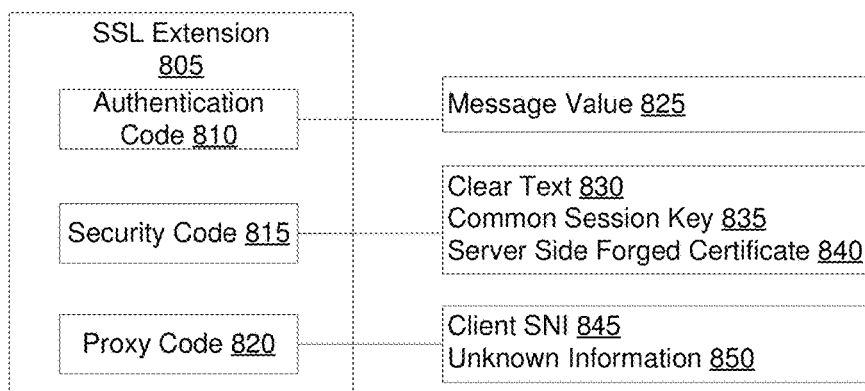 SSL Extension
805
Authentication
Code 810
Message Value 825
Security Code 815
Clear Text 830
Common Session Key 835
Server Side Forged Certificate 840
Proxy Code 820
Client SNI 845
Unknown Information 850